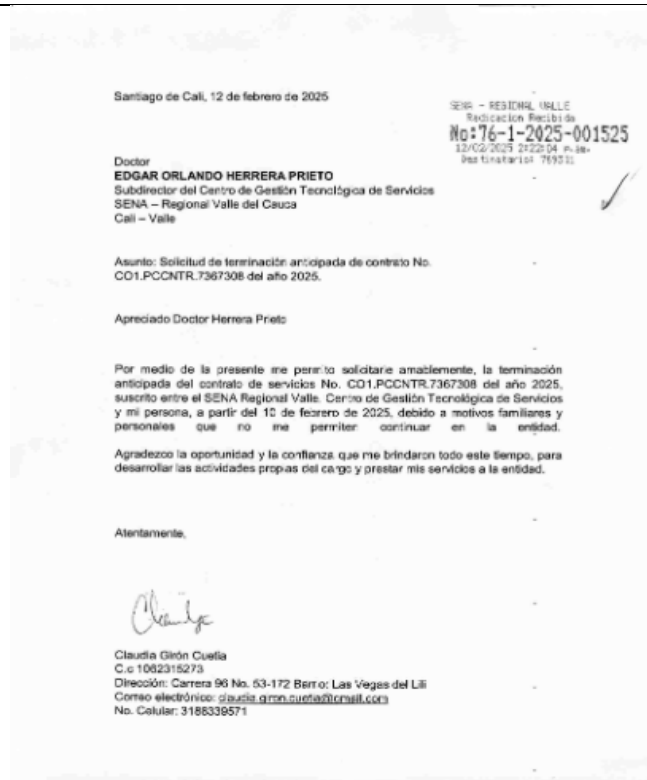 Santiago de Cali, 12 de febrero de 2025
SENA - REGIONAL VALLE
Radicacion Recibida
No:76-1-2025-001525
12/02/2025 2:22:04 p.m.
Destinatario: 769311
Doctor
EDGAR ORLANDO HERRERA PRIETO
Subdirector del Centro de Gestión Tecnológica de Servicios
SENA – Regional Valle del Cauca
Cali – Valle
Asunto: Solicitud de terminación anticipada de contrato No.
CO1.PCCNTR.7367308 del año 2025.
Apreciado Doctor Herrera Prieto
Por medio de la presente me permito solicitarle amablemente, la terminación
anticipada del contrato de servicios No. CO1.PCCNTR.7367308 del año 2025,
suscrito entre el SENA Regional Valle. Centro de Gestión Tecnológica de Servicios
y mi persona, a partir del de febrero de 2025, debido a motivos familiares y
personales que no me permiten continuar en la entidad.
Agradezco la oportunidad y la confianza que me brindaron todo este tiempo, para
desarrollar las actividades propias del cargo y prestar mis servicios a la entidad.
Atentamente,
Claudia Girón Cuetia
C.c 1062315273
Dirección: Carrera 96 No. 53-172 Barrio: Las Vegas del Lili
Correo electrónico: claudia.giron.cuetia@gmail.com
No. Celular: 3188339571